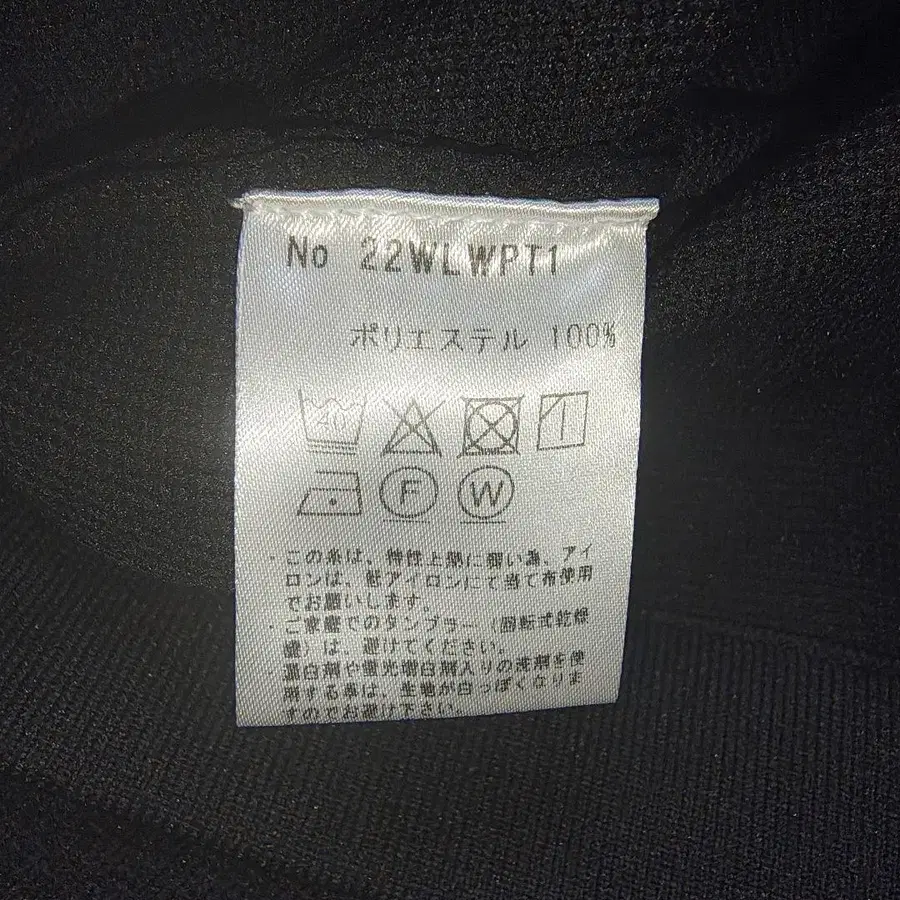 No 22WLWPT1
ポリエステル 100%
40
F W
・この糸は、特性上熱に弱い為、アイ
ロンは、軽アイロンにて当て布使用
でお願いします。
・ご家庭でのタンブラー（回転式乾燥
機）は、避けてください。
・漂白剤や蛍光増白剤入りの洗剤を使
用する事は、生地が白っぽくなりま
すのでお避け下さい。